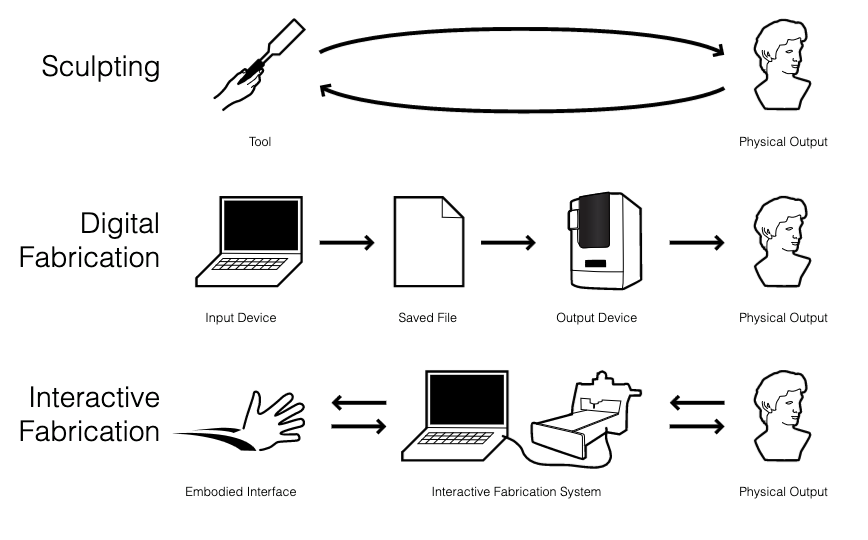 Sculpting
Tool
Physical Output
Digital
Fabrication
Input Device
Saved File
Output Device
Physical Output
Interactive
Fabrication
Embodied Interface
Interactive Fabrication System
Physical Output